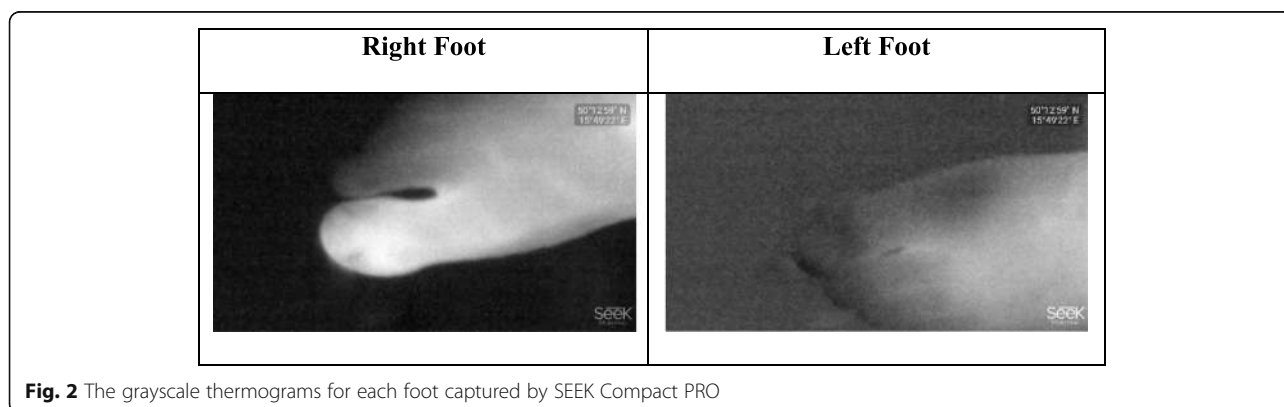 Right Foot
Left Foot
50°12'59" N
15°49'22" E
50°12'59" N
15°49'22" E
Seek
Seek
Fig. 2 The grayscale thermograms for each foot captured by SEEK Compact PRO